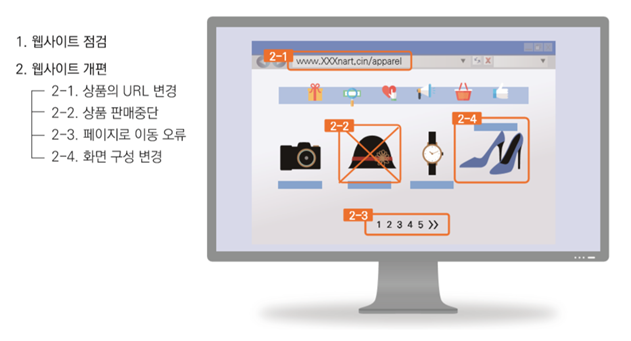 1. 웹사이트 점검
2. 웹사이트 개편
2-1. 상품의 URL 변경
2-2. 상품 판매중단
2-3. 페이지로 이동 오류
2-4. 화면 구성 변경
2-1
www.XXXnart.cin/apparel
2-2
2-4
2-3
1 2 3 4 5 》